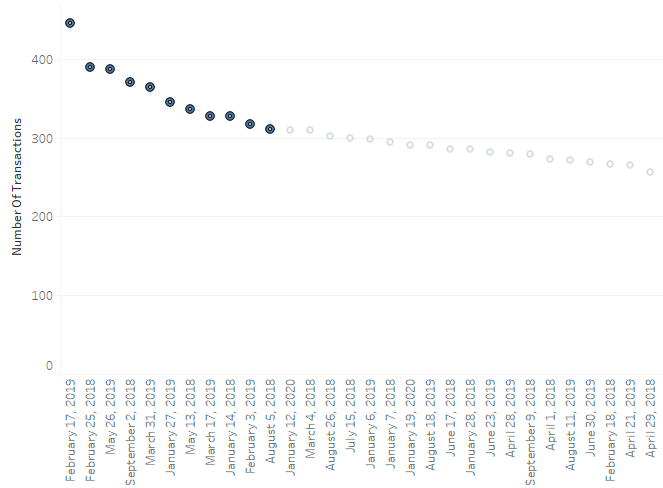 Number Of Transactions
400
300
200
100
0
February 17, 2019
February 25, 2018
May 26, 2019
September 2, 2018
March 31, 2019
January 27, 2019
May 13, 2018
March 17, 2019
January 14, 2018
February 3, 2019
August 5, 2018
January 12, 2020
March 4, 2018
August 26, 2018
July 15, 2018
January 6, 2019
January 7, 2018
January 19, 2020
August 18, 2019
June 17, 2018
January 28, 2018
June 23, 2019
April 28, 2019
September 9, 2018
April 1, 2018
August 11, 2019
June 30, 2019
February 18, 2018
April 21, 2019
April 29, 2018